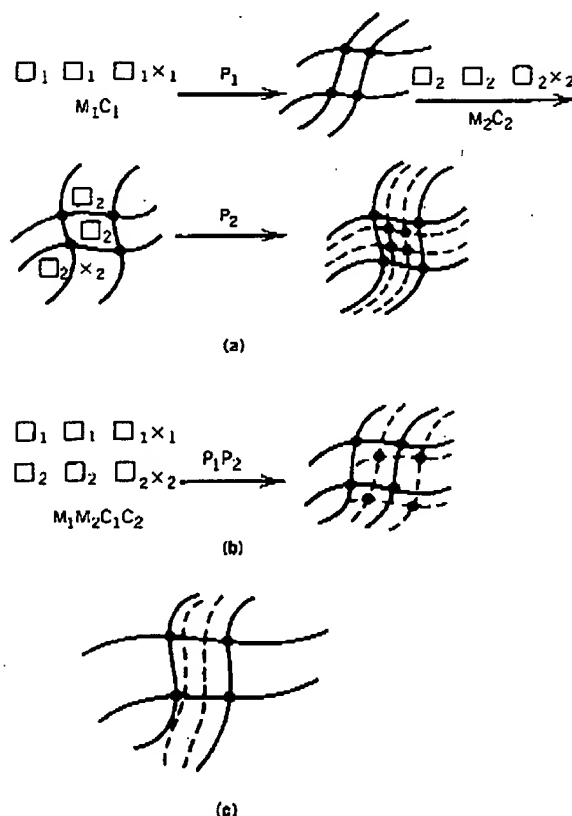 □₁ □₁ □₁×₁
M₁C₁
P₁
□₂ □₂ □₂×₂
M₂C₂
□₂
□₂
□₂×₂
P₂
(a)
□₁ □₁ □₁×₁
□₂ □₂ □₂×₂
M₁M₂C₁C₂
P₁P₂
(b)
(c)